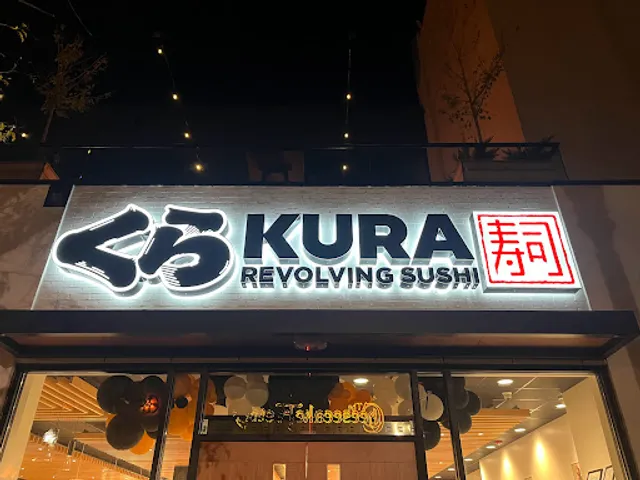 くら KURA 寿司
REVOLVING SUSHI